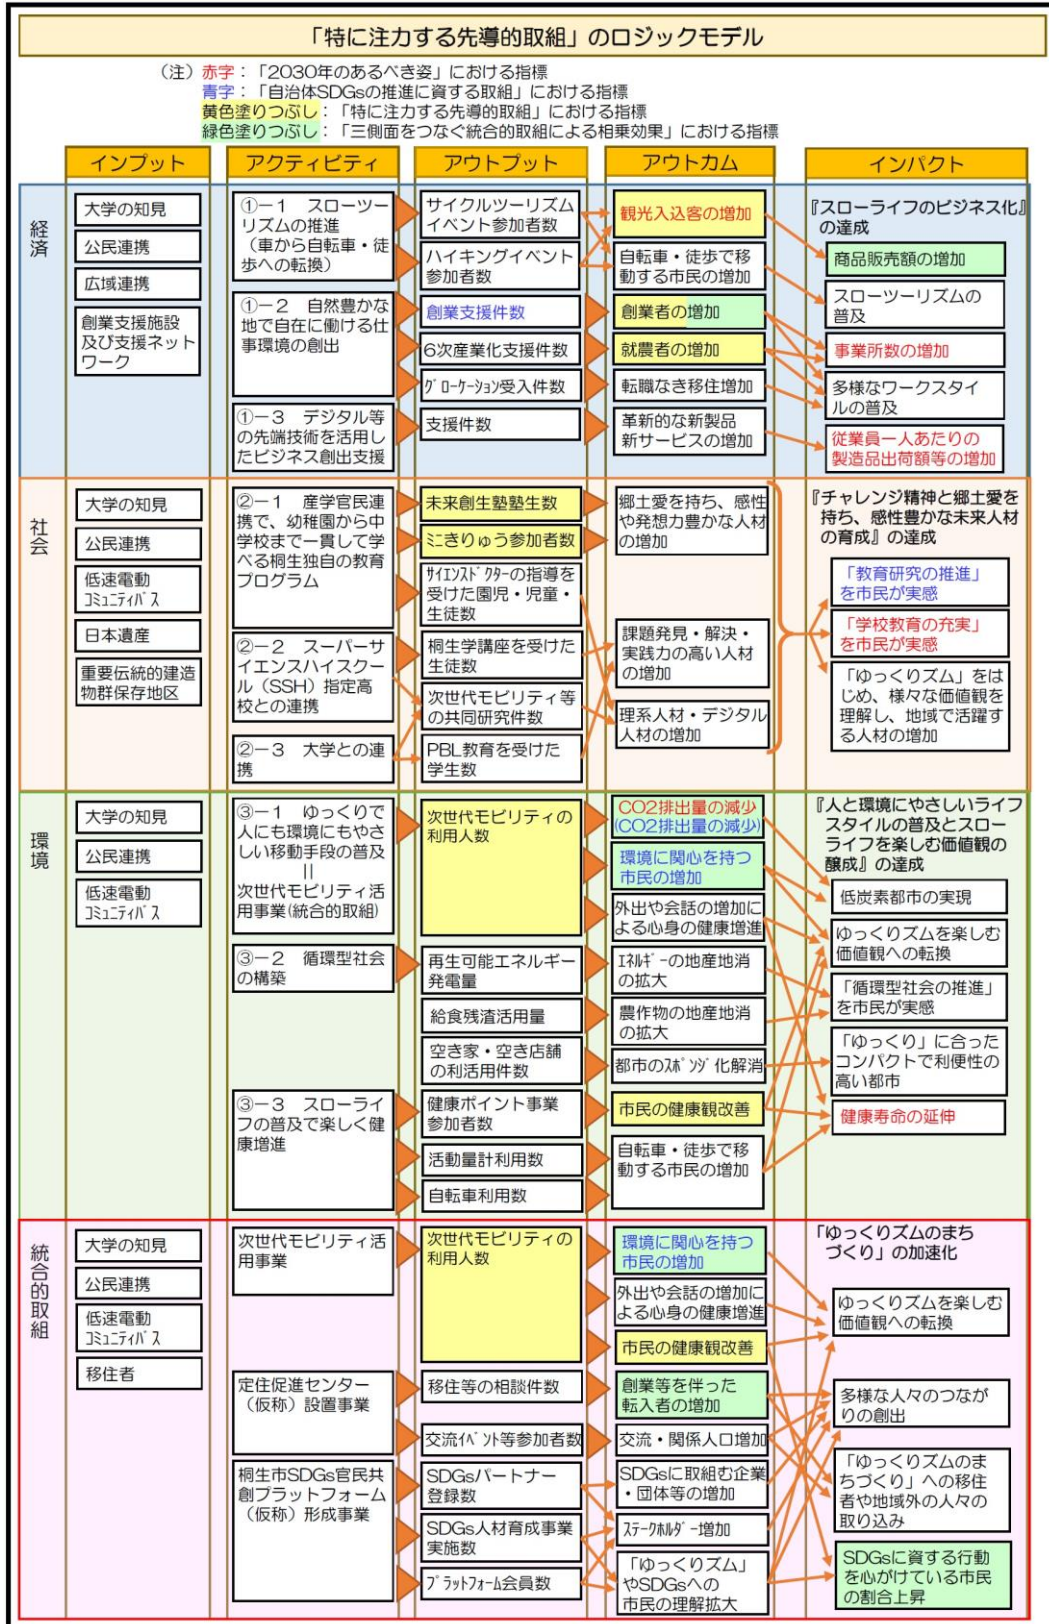 「特に注力する先導的取組」のロジックモデル
（注）赤字：「2030年のあるべき姿」における指標
青字：「自治体SDGsの推進に資する取組」における指標
黄色塗りつぶし：「特に注力する先導的取組」における指標
緑色塗りつぶし：「三側面をつなぐ統合的取組による相乗効果」における指標
インプット
アクティビティ
アウトプット
アウトカム
インパクト
経済
大学の知見
公民連携
広域連携
創業支援施設
及び支援ネット
ワーク
①－1　スローツー
リズムの推進
（車から自転車・徒
歩への転換）
①－2　自然豊かな
地で自在に働ける仕
事環境の創出
①－3　デジタル等
の先端技術を活用し
たビジネス創出支援
サイクルツーリズム
イベント参加者数
ハイキングイベント
参加者数
創業支援件数
6次産業化支援件数
グローケーション受入件数
支援件数
観光入込客の増加
自転車・徒歩で移
動する市民の増加
創業者の増加
就農者の増加
転職なき移住増加
革新的な新製品
新サービスの増加
『スローライフのビジネス化』
の達成
商品販売額の増加
スローツーリズムの
普及
事業所数の増加
多様なワークスタイ
ルの普及
従業員一人あたりの
製造品出荷額等の増加
社会
大学の知見
公民連携
低速電動
コミュニティバス
日本遺産
重要伝統的建造
物群保存地区
②－1　産学官民連
携で、幼稚園から中
学校まで一貫して学
べる桐生独自の教育
プログラム
②－2　スーパーサ
イエンスハイスクー
ル（SSH）指定高
校との連携
②－3　大学との連
携
未来創生塾塾生数
ミニきりゅう参加者数
サイエンスドクターの指導を
受けた園児・児童・
生徒数
桐生学講座を受けた
生徒数
次世代モビリティ等
の共同研究件数
PBL教育を受けた
学生数
郷土愛を持ち、感性
や発想力豊かな人材
の増加
課題発見・解決・
実践力の高い人材
の増加
理系人材・デジタル
人材の増加
『チャレンジ精神と郷土愛を
持ち、感性豊かな未来人材
の育成』の達成
「教育研究の推進」
を市民が実感
「学校教育の充実」
を市民が実感
「ゆっくりズム」をは
じめ、様々な価値観を
理解し、地域で活躍す
る人材の増加
環境
大学の知見
公民連携
低速電動
コミュニティバス
③－1　ゆっくりで
人にも環境にもやさ
しい移動手段の普及
||
次世代モビリティ活
用事業(統合的取組)
③－2　循環型社会
の構築
③－3　スローライ
フの普及で楽しく健
康増進
次世代モビリティの
利用人数
再生可能エネルギー
発電量
給食残渣活用量
空き家・空き店舗
の利活用件数
健康ポイント事業
参加者数
活動量計利用数
自転車利用数
CO2排出量の減少
(CO2排出量の減少)
環境に関心を持つ
市民の増加
外出や会話の増加に
よる心身の健康増進
エネルギーの地産地消
の拡大
農作物の地産地消
の拡大
都市のスポンジ化解消
市民の健康観改善
自転車・徒歩で移
動する市民の増加
『人と環境にやさしいライフ
スタイルの普及とスロー
ライフを楽しむ価値観の
醸成』の達成
低炭素都市の実現
ゆっくりズムを楽しむ
価値観への転換
「循環型社会の推進」
を市民が実感
「ゆっくり」に合った
コンパクトで利便性の
高い都市
健康寿命の延伸
統合的取組
大学の知見
公民連携
低速電動
コミュニティバス
移住者
次世代モビリティ活
用事業
定住促進センター
（仮称）設置事業
桐生市SDGs官民共
創プラットフォーム
（仮称）形成事業
次世代モビリティの
利用人数
移住等の相談件数
交流イベント等参加者数
SDGsパートナー
登録数
SDGs人材育成事業
実施数
プラットフォーム会員数
環境に関心を持つ
市民の増加
外出や会話の増加に
よる心身の健康増進
市民の健康観改善
創業等を伴った
転入者の増加
交流・関係人口増加
SDGsに取組む企業
・団体等の増加
ステークホルダー増加
「ゆっくりズム」
やSDGsへの
市民の理解拡大
「ゆっくりズムのまち
づくり」の加速化
ゆっくりズムを楽しむ
価値観への転換
多様な人々のつなが
りの創出
「ゆっくりズムのま
ちづくり」への移住
者や地域外の人々の
取り込み
SDGsに資する行動
を心がけている市民
の割合上昇